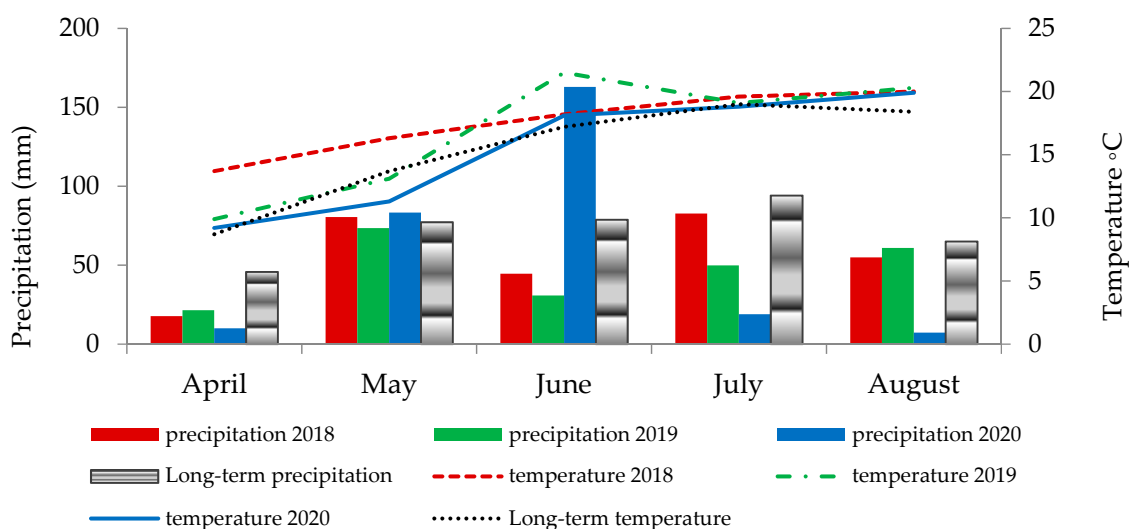 200
150
100
50
0
Precipitation (mm)
25
20
15
10
5
0
Temperature ∘C
April May June July August
precipitation 2018 precipitation 2019 precipitation 2020
Long-term precipitation temperature 2018 temperature 2019
temperature 2020 Long-term temperature